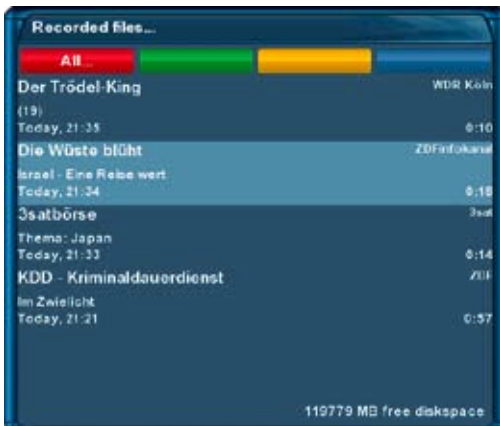 Recorded files...
All...
Der Trödel-King WDR Köln
(19)
Today, 21:35 0:10
Die Wüste blüht ZDFinfokanal
Israel - Eine Reise wert
Today, 21:34 0:18
3satbörse 3sat
Thema: Japan
Today, 21:33 0:14
KDD - Kriminaldauerdienst ZDF
Im Zwielicht
Today, 21:21 0:57
119779 MB free diskspace